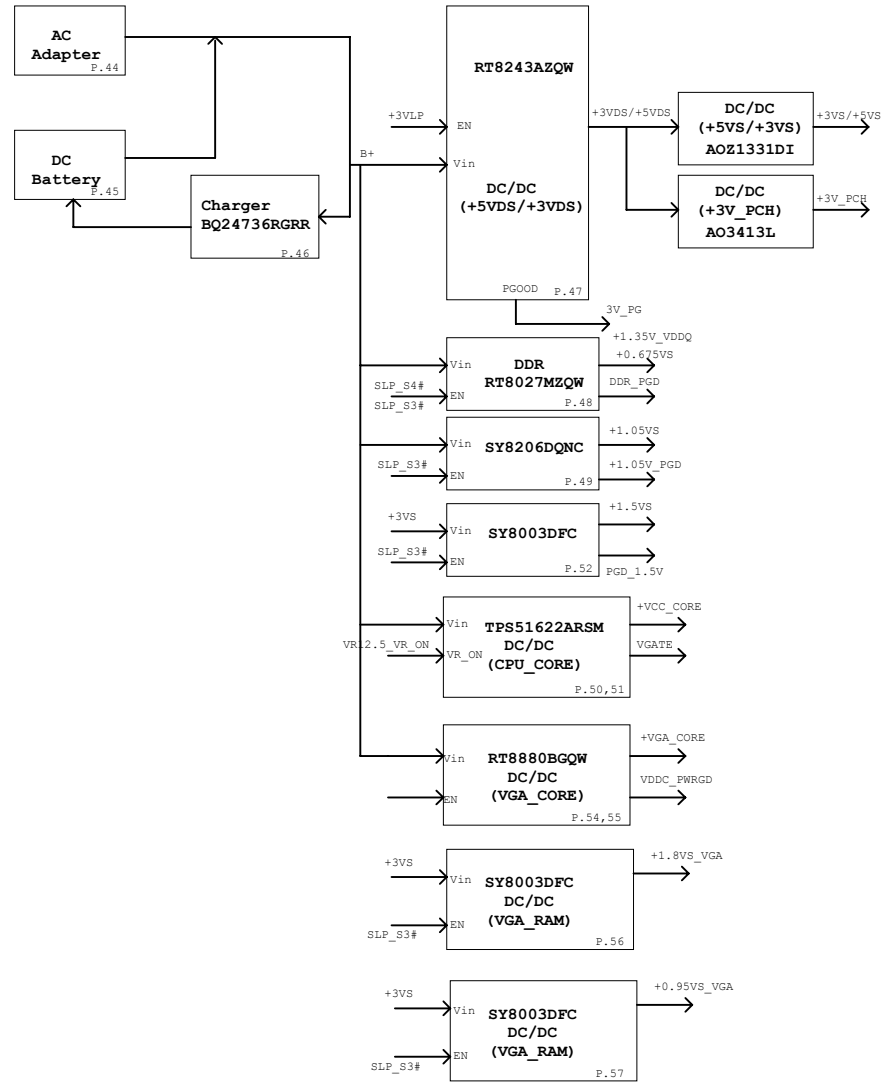 AC
Adapter
P.44
DC
Battery
P.45
Charger
BQ24736RGRR
P.46
B+
+3VLP
RT8243AZQW
EN
Vin
DC/DC
(+5VDS/+3VDS)
PGOOD
P.47
3V_PG
+3VDS/+5VDS
DC/DC
(+5VS/+3VS)
AOZ1331DI
+3VS/+5VS
DC/DC
(+3V_PCH)
AO3413L
+3V_PCH
Vin
DDR
RT8027MZQW
SLP_S4#
SLP_S3#
EN
P.48
+1.35V_VDDQ
+0.675VS
DDR_PGD
Vin
SY8206DQNC
SLP_S3#
EN
P.49
+1.05VS
+1.05V_PGD
+3VS
Vin
SY8003DFC
SLP_S3#
EN
P.52
+1.5VS
PGD_1.5V
Vin
TPS51622ARSM
DC/DC
(CPU_CORE)
VR12.5_VR_ON
VR_ON
P.50,51
+VCC_CORE
VGATE
Vin
RT8880BGQW
DC/DC
(VGA_CORE)
EN
P.54,55
+VGA_CORE
VDDC_PWRGD
+3VS
Vin
SY8003DFC
DC/DC
(VGA_RAM)
SLP_S3#
EN
P.56
+1.8VS_VGA
+3VS
Vin
SY8003DFC
DC/DC
(VGA_RAM)
SLP_S3#
EN
P.57
+0.95VS_VGA